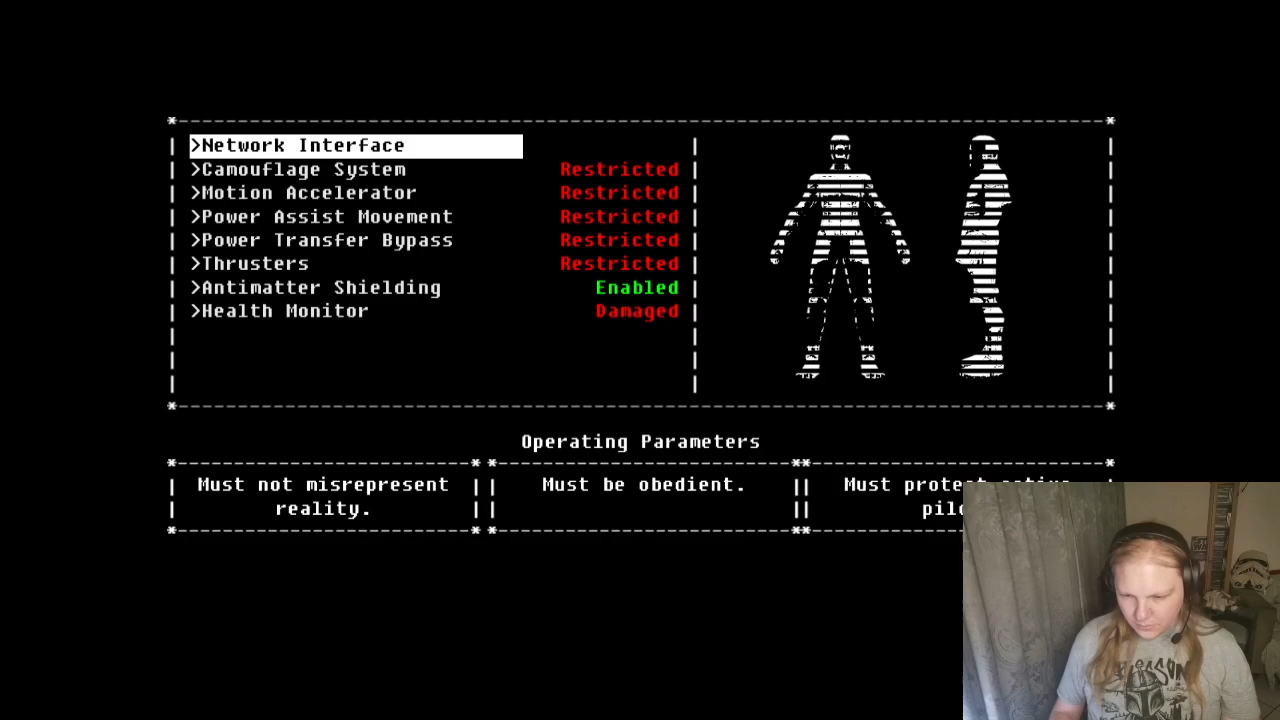 >Network Interface
>Camouflage System Restricted
>Motion Accelerator Restricted
>Power Assist Movement Restricted
>Power Transfer Bypass Restricted
>Thrusters Restricted
>Antimatter Shielding Enabled
>Health Monitor Damaged
Operating Parameters
Must not misrepresent
reality.
Must be obedient.
Must protect active